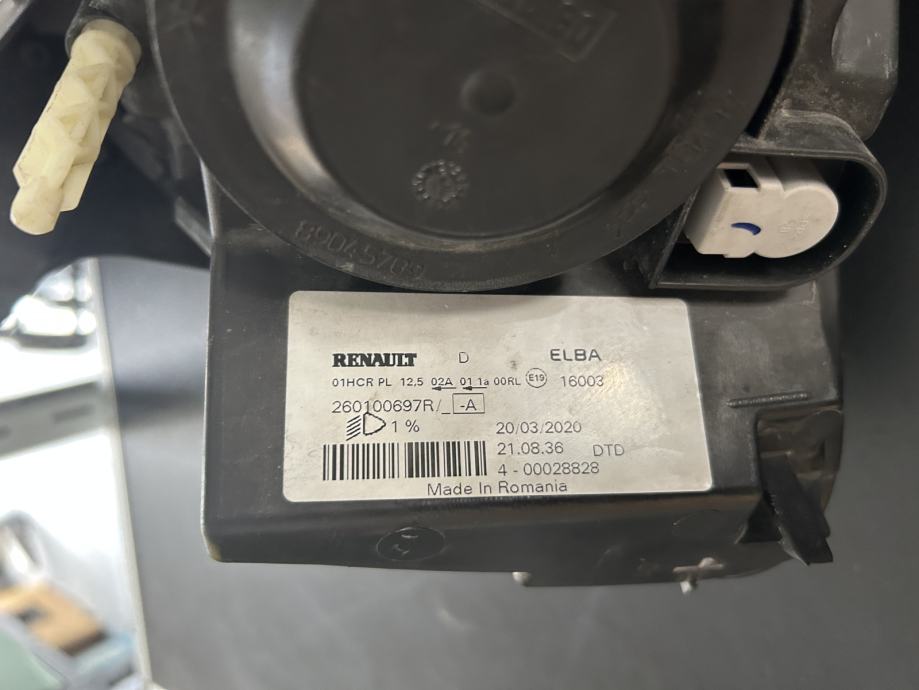 89045709
RENAULT D ELBA
01HCR PL 12,5 02A 01 1a 00RL E19 16003
260100697R/_ -A
1 % 20/03/2020
21.08.36 DTD
4 - 00028828
Made In Romania